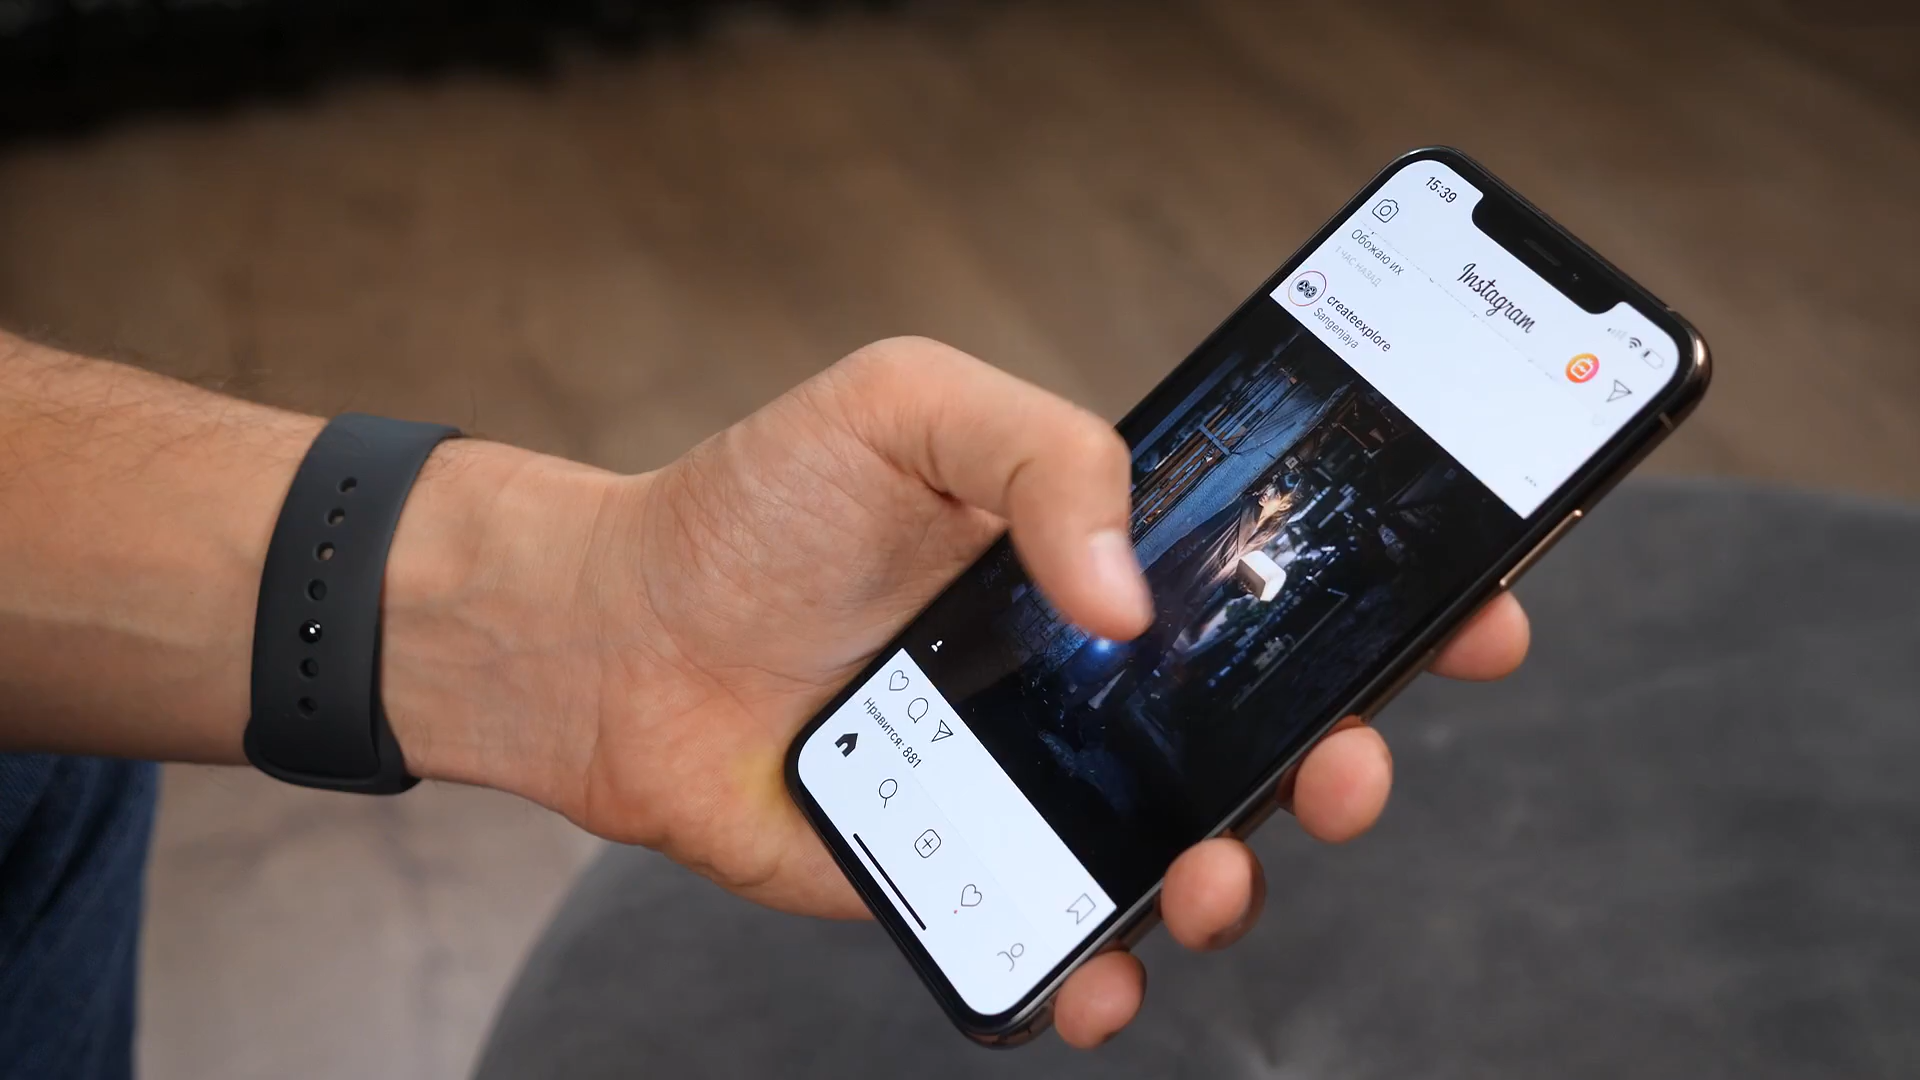 15:39
Instagram
Обожаю их
1 ЧАС НАЗАД
createexplore
Sangenjaya
Нравится: 881